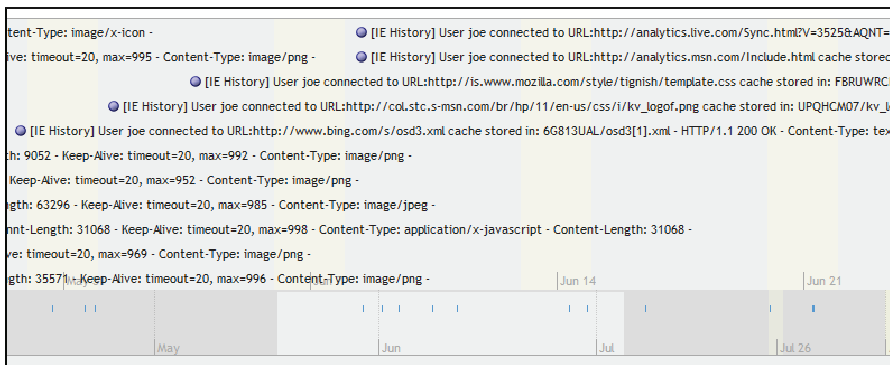 tent-Type: image/x-icon - [IE History] User joe connected to URL:http://analytics.live.com/Sync.html?V=3525&AQNT=
ive: timeout=20, max=995 - Content-Type: image/png - [IE History] User joe connected to URL:http://analytics.msn.com/Include.html cache stored
[IE History] User joe connected to URL:http://is.www.mozilla.com/style/tignish/template.css cache stored in: FBRUWRC
[IE History] User joe connected to URL:http://col.stc.s-msn.com/br/hp/11/en-us/css/i/kv_logof.png cache stored in: UPQHCM07/kv_l
[IE History] User joe connected to URL:http://www.bing.com/s/osd3.xml cache stored in: 6G813UAL/osd3[1].xml - HTTP/1.1 200 OK - Content-Type: tex
th: 9052 - Keep-Alive: timeout=20, max=992 - Content-Type: image/png -
Keep-Alive: timeout=20, max=952 - Content-Type: image/png -
gth: 63296 - Keep-Alive: timeout=20, max=985 - Content-Type: image/jpeg -
nt-Length: 31068 - Keep-Alive: timeout=20, max=998 - Content-Type: application/x-javascript - Content-Length: 31068 -
ve: timeout=20, max=969 - Content-Type: image/png -
gth: 35571 - Keep-Alive: timeout=20, max=996 - Content-Type: image/png -
May Jun 14 Jun 21
May Jun Jul Jul 26